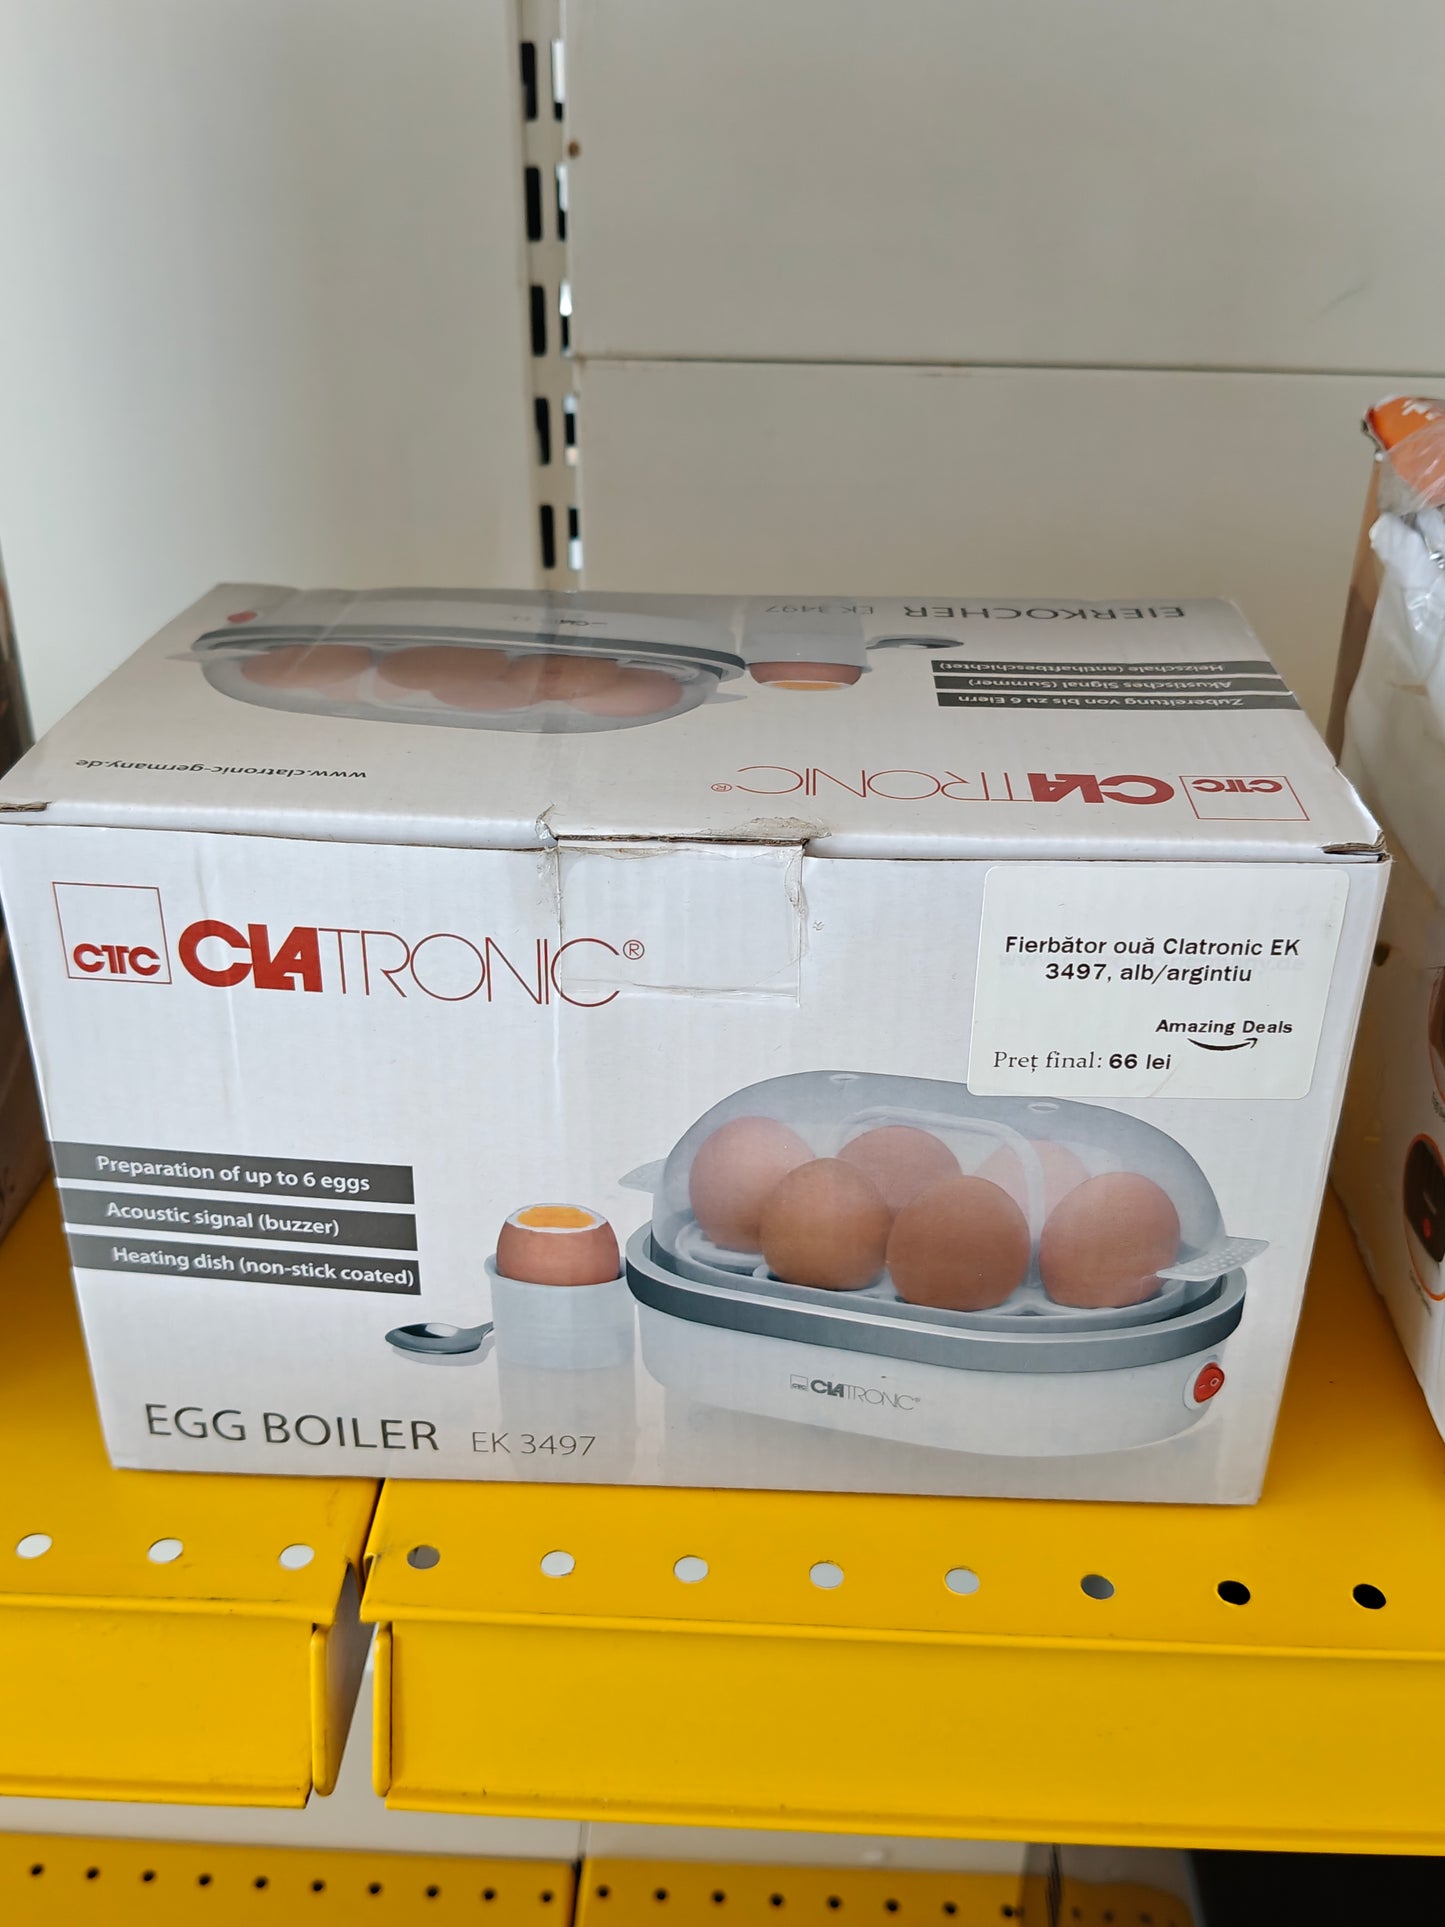 EIERKOCHER EK 3497
Heizschale (antihaftbeschichtet)
Akustisches Signal (Summer)
Zubereitung von bis zu 6 Eiern
www.clatronic-germany.de
CLATRONIC®
CTC
CTC CLATRONIC®
Fierbător ouă Clatronic EK
3497, alb/argintiu
Amazing Deals
Preț final: 66 lei
Preparation of up to 6 eggs
Acoustic signal (buzzer)
Heating dish (non-stick coated)
CTC CLATRONIC®
EGG BOILER EK 3497